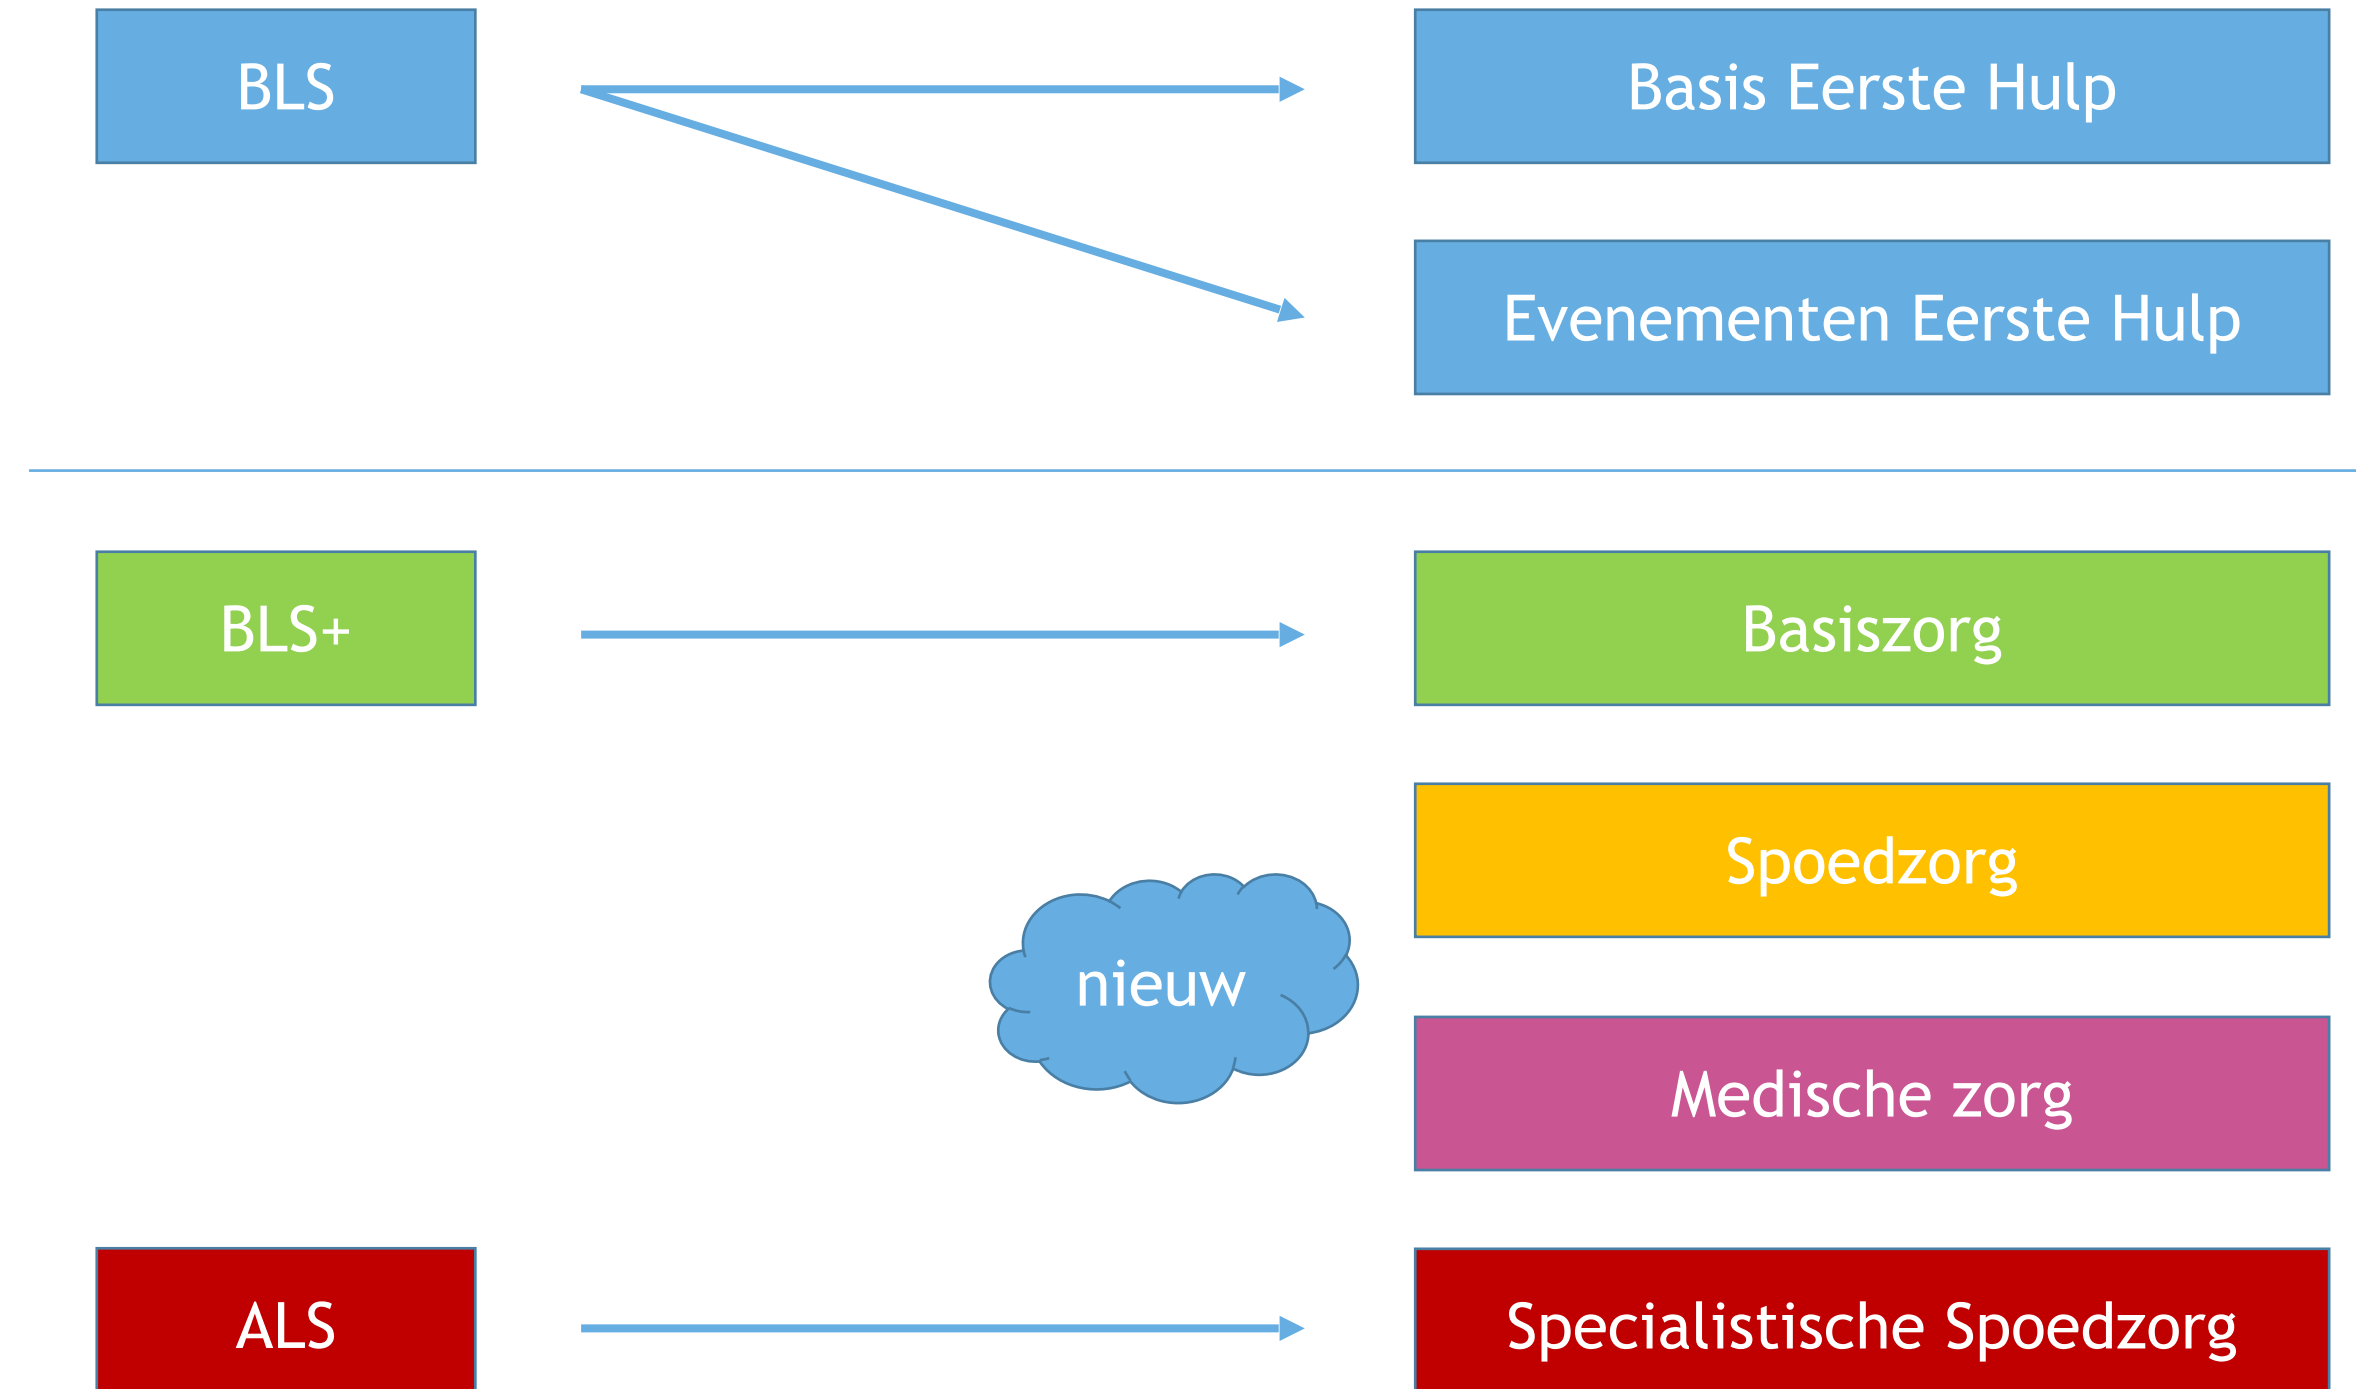 BLS
Basis Eerste Hulp
Evenementen Eerste Hulp
BLS+
Basiszorg
Spoedzorg
nieuw
Medische zorg
ALS
Specialistische Spoedzorg